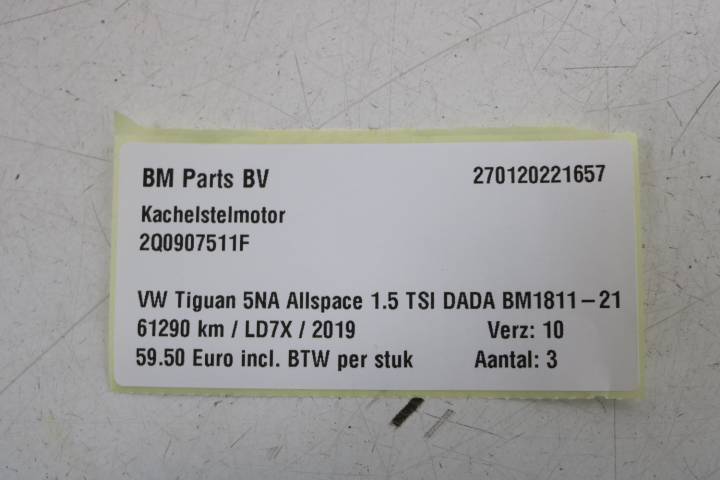 BM Parts BV 270120221657
Kachelstelmotor
2Q0907511F
VW Tiguan 5NA Allspace 1.5 TSI DADA BM1811-21
61290 km / LD7X / 2019 Verz: 10
59.50 Euro incl. BTW per stuk Aantal: 3